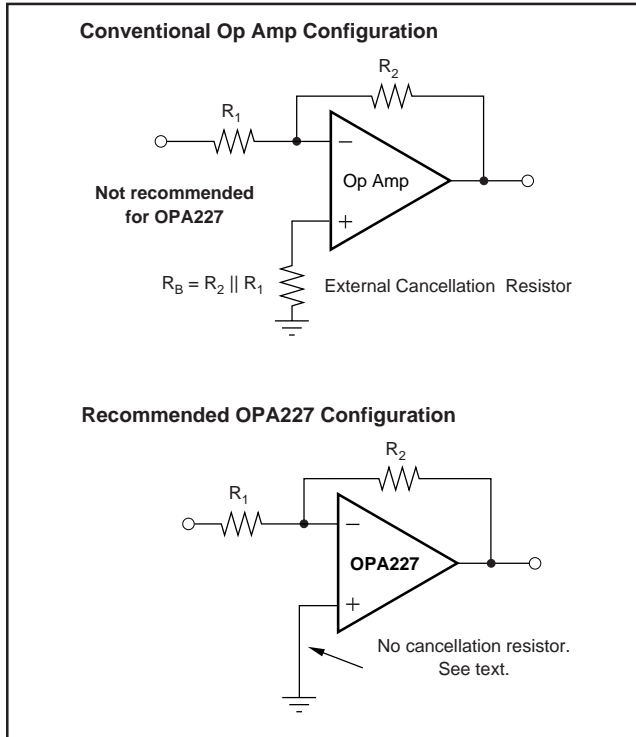 Conventional Op Amp Configuration
R2
R1
−
Op Amp
Not recommended
for OPA227
+
RB = R2 || R1
External Cancellation Resistor
Recommended OPA227 Configuration
R2
R1
−
OPA227
+
No cancellation resistor.
See text.